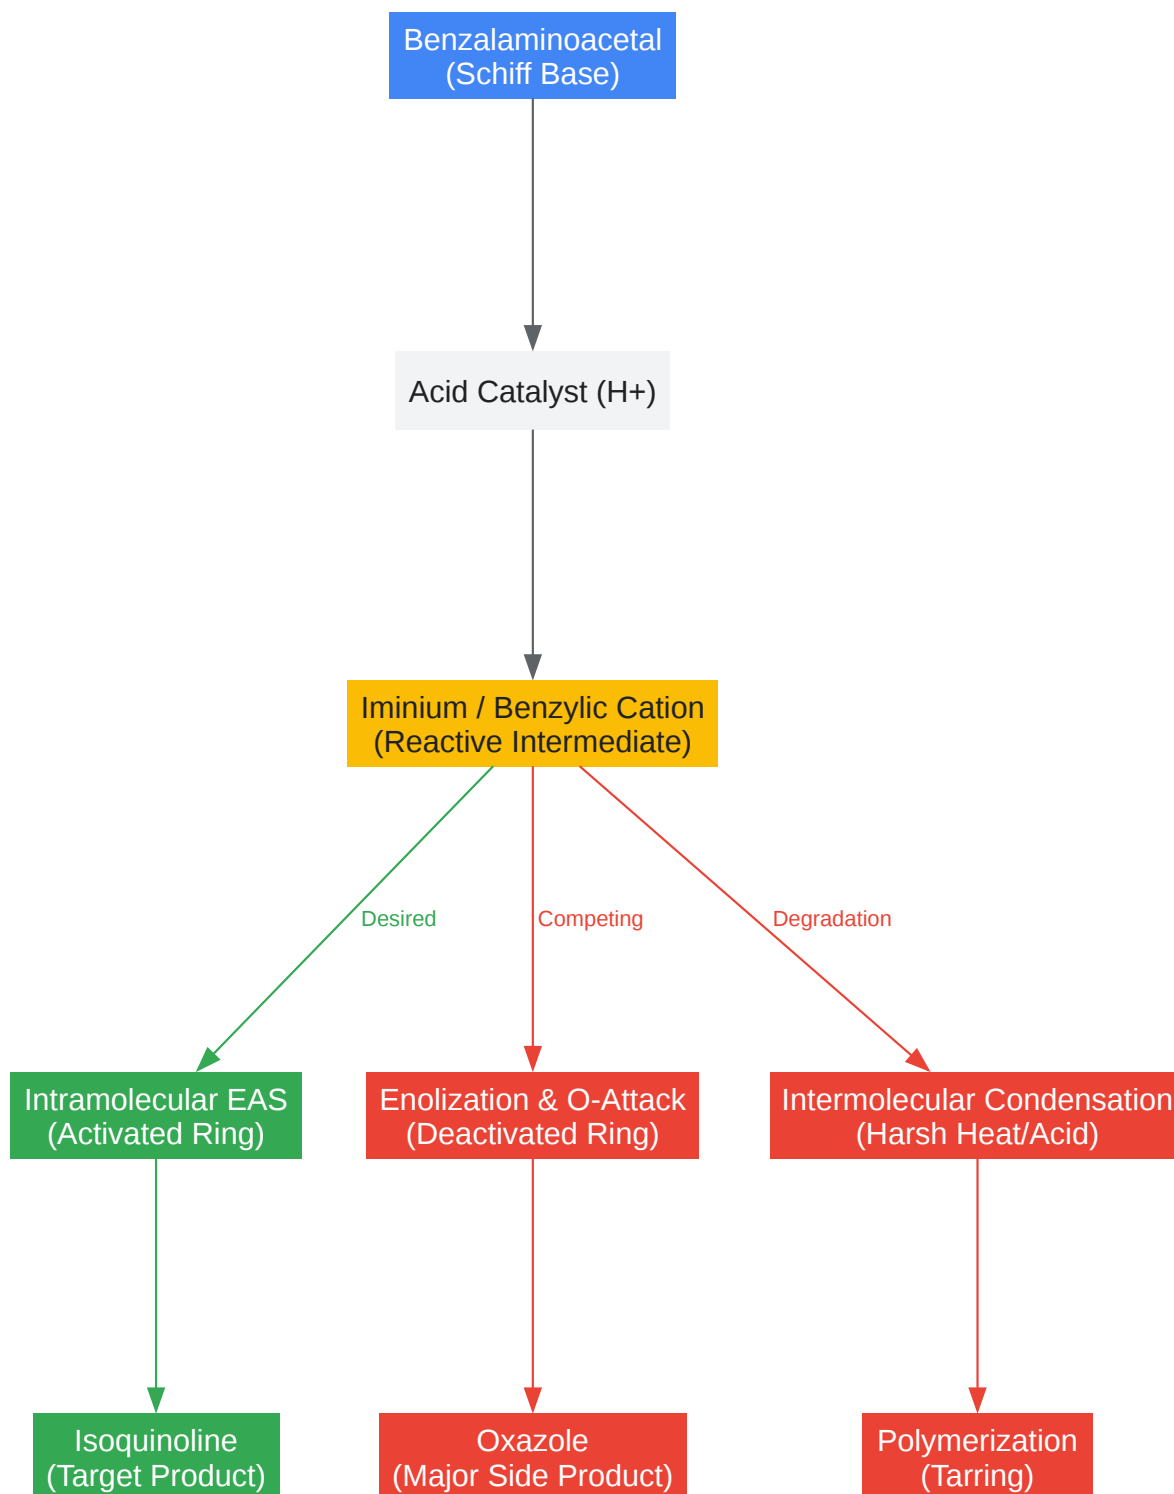 Benzalaminoacetal
(Schiff Base)
Acid Catalyst (H+)
Iminium / Benzylic Cation
(Reactive Intermediate)
Desired
Competing
Degradation
Intramolecular EAS
(Activated Ring)
Enolization & O-Attack
(Deactivated Ring)
Intermolecular Condensation
(Harsh Heat/Acid)
Isoquinoline
(Target Product)
Oxazole
(Major Side Product)
Polymerization
(Tarring)